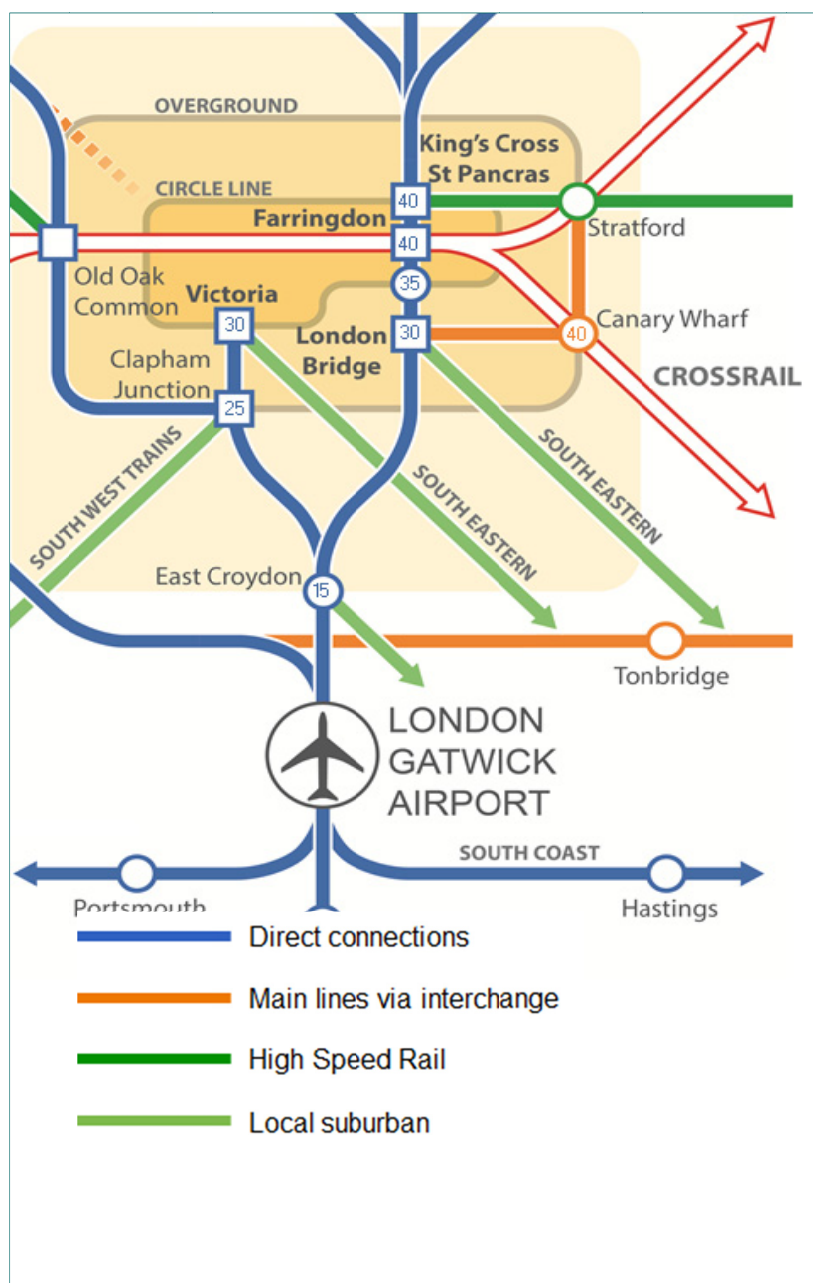 OVERGROUND
King's Cross
St Pancras
CIRCLE LINE
40
Farringdon
40
Stratford
Old Oak
Common
35
Victoria
30
London
Bridge
30
40
Canary Wharf
Clapham
Junction
25
CROSSRAIL
SOUTH WEST TRAINS
SOUTH EASTERN
SOUTH EASTERN
East Croydon
15
Tonbridge
LONDON
GATWICK
AIRPORT
SOUTH COAST
Portsmouth
Hastings
Direct connections
Main lines via interchange
High Speed Rail
Local suburban